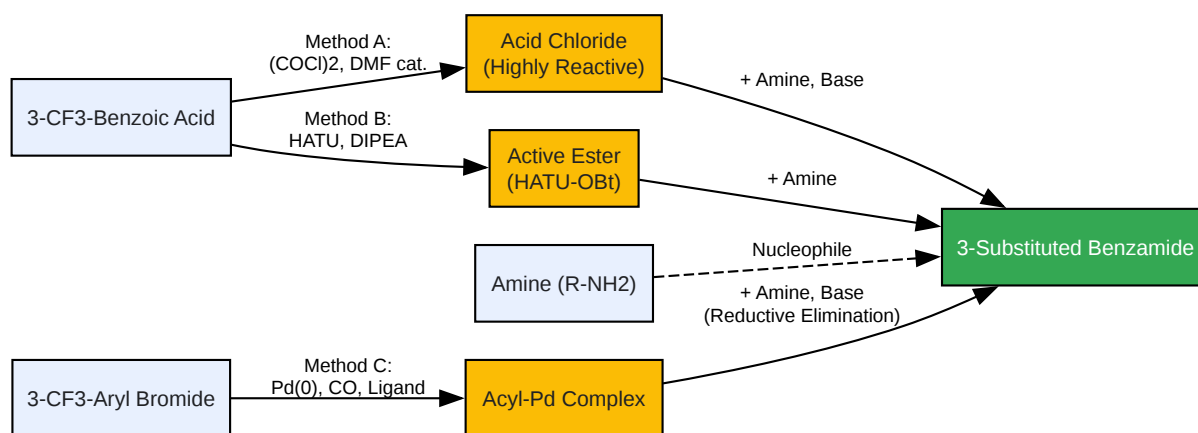 3-CF3-Benzoic Acid
Method A:
(COCl)2, DMF cat.
Acid Chloride
(Highly Reactive)
+ Amine, Base
Method B:
HATU, DIPEA
Active Ester
(HATU-OBt)
+ Amine
Amine (R-NH2)
Nucleophile
3-Substituted Benzamide
3-CF3-Aryl Bromide
Method C:
Pd(0), CO, Ligand
Acyl-Pd Complex
+ Amine, Base
(Reductive Elimination)